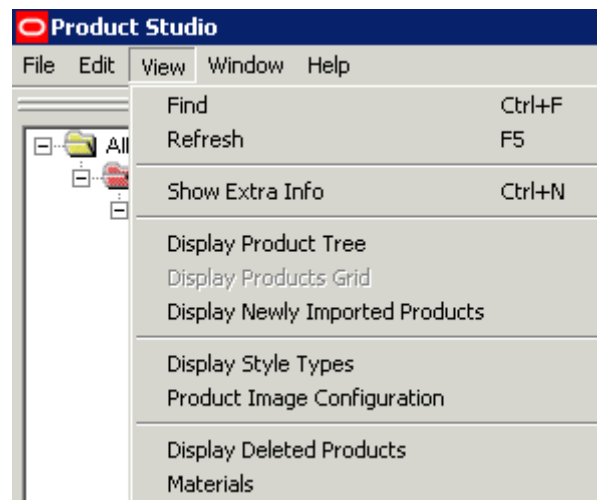 Product Studio
File Edit View Window Help
Find Ctrl+F
Refresh F5
All
Show Extra Info Ctrl+N
Display Product Tree
Display Products Grid
Display Newly Imported Products
Display Style Types
Product Image Configuration
Display Deleted Products
Materials